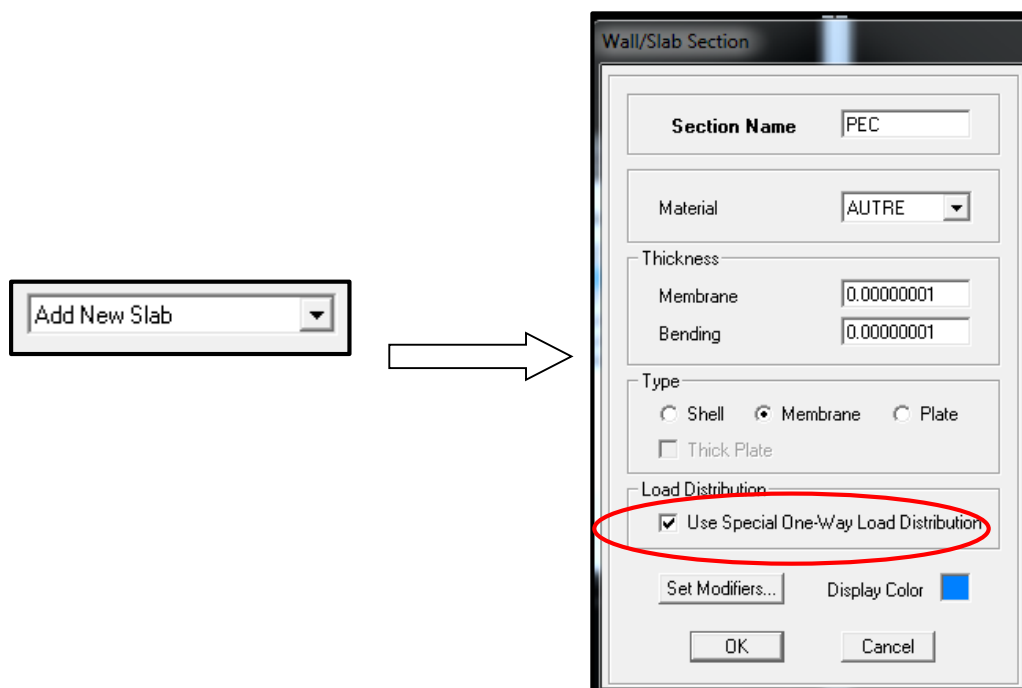 Add New Slab
Wall/Slab Section
Section Name PEC
Material AUTRE
Thickness
Membrane 0.00000001
Bending 0.00000001
Type
Shell Membrane Plate
Thick Plate
Load Distribution
Use Special One-Way Load Distribution
Set Modifiers... Display Color
OK Cancel